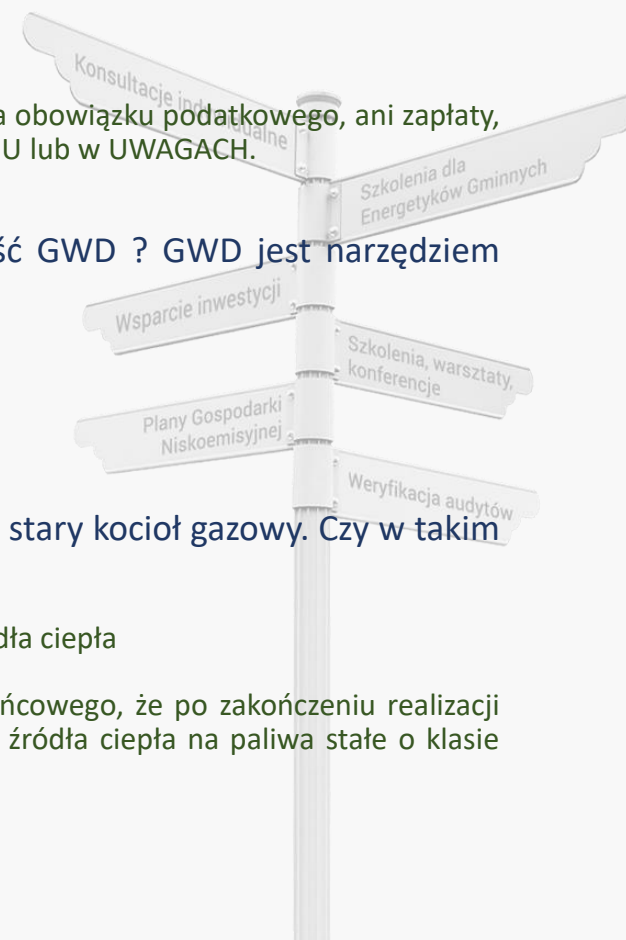 Konsultacje indywidualne
a obowiązku podatkowego, ani zapłaty,
U lub w UWAGACH.
Szkolenia dla
Energetyków Gminnych
ść GWD ? GWD jest narzędziem
Wsparcie inwestycji
Szkolenia, warsztaty,
konferencje
Plany Gospodarki
Niskoemisyjnej
Weryfikacja audytów
stary kocioł gazowy. Czy w takim
dła ciepła
ńcowego, że po zakończeniu realizacji
źródła ciepła na paliwa stałe o klasie